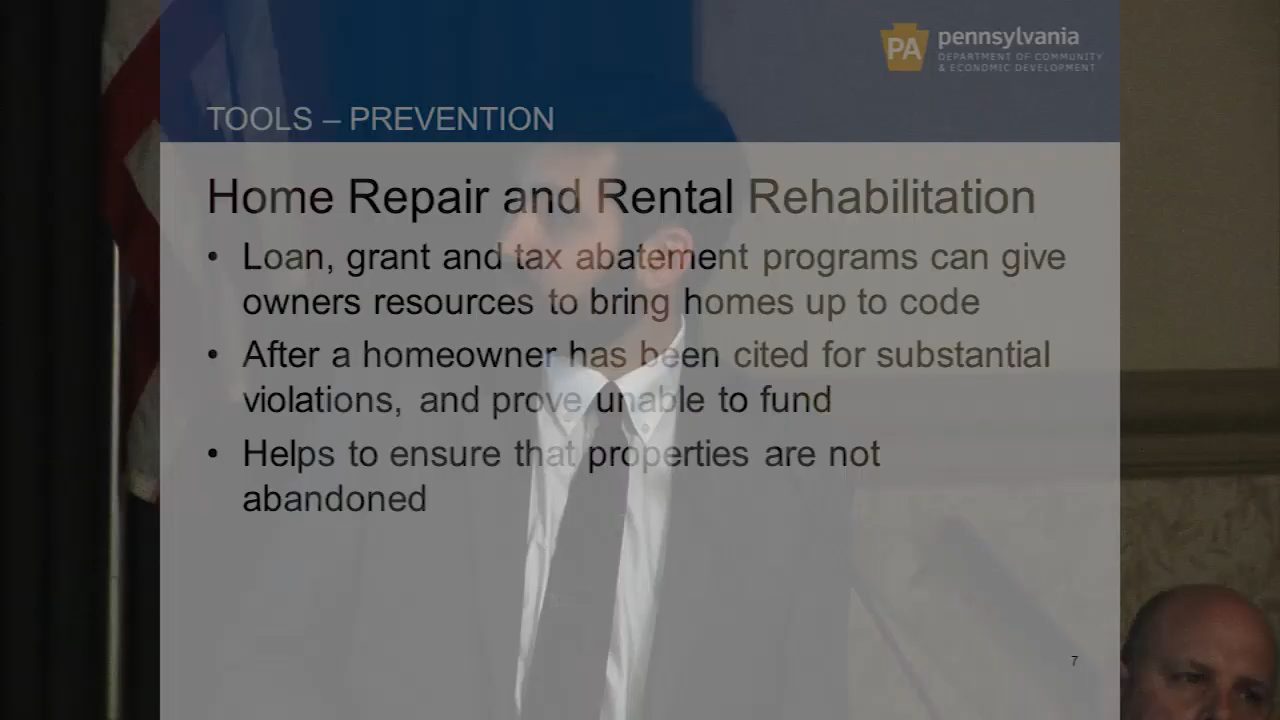 PA pennsylvania
DEPARTMENT OF COMMUNITY
& ECONOMIC DEVELOPMENT
TOOLS – PREVENTION
Home Repair and Rental Rehabilitation
• Loan, grant and tax abatement programs can give
owners resources to bring homes up to code
• After a homeowner has been cited for substantial
violations, and prove unable to fund
• Helps to ensure that properties are not
abandoned
7